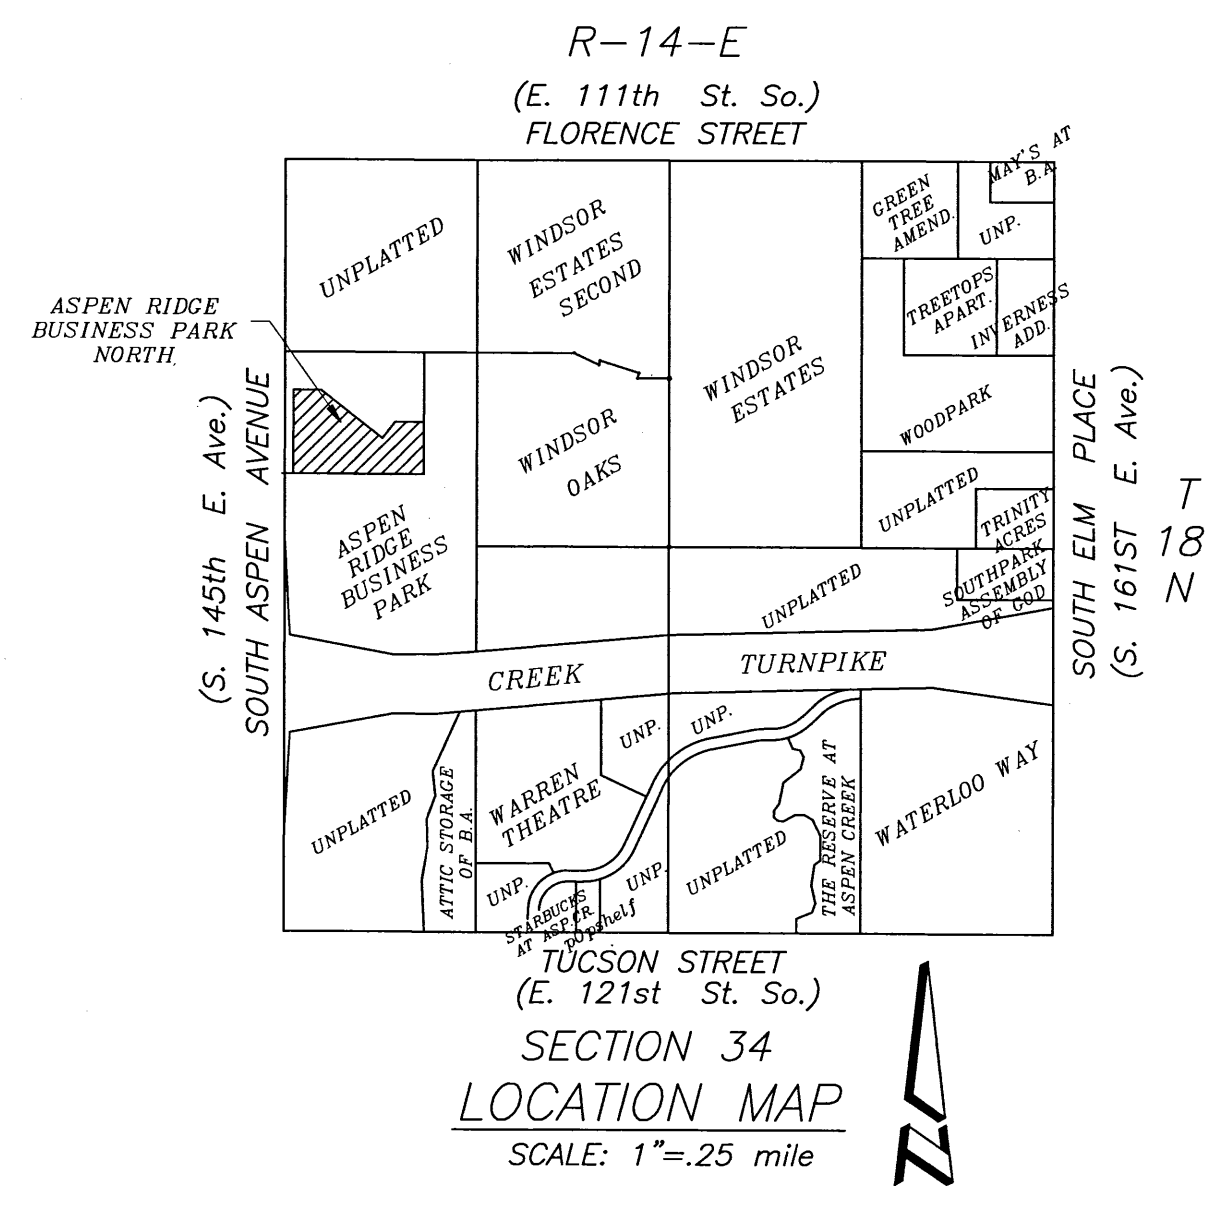 R-14-E
(E. 111th St. So.)
FLORENCE STREET
MAY'S AT
B.A.
GREEN
TREE
AMEND.
UNP.
UNPLATTED
WINDSOR
ESTATES
SECOND
TREETOPS
APART.
INVERNESS
ADD.
ASPEN RIDGE
BUSINESS PARK
NORTH
WINDSOR
ESTATES
WOODPARK
WINDSOR
OAKS
UNPLATTED
TRINITY
ACRES
ASPEN
RIDGE
BUSINESS
PARK
UNPLATTED
SOUTHPARK
ASSEMBLY
OF GOD
(S. 145th E. Ave.)
SOUTH ASPEN AVENUE
SOUTH ELM PLACE
(S. 161ST E. Ave.)
T
18
N
CREEK TURNPIKE
UNP.
UNP.
WARREN
THEATRE
UNPLATTED
ATTIC STORAGE
OF B.A.
UNP.
UNP.
UNPLATTED
THE RESERVE AT
ASPEN CREEK
WATERLOO WAY
STARBUCKS
AT ASP.CR.
pOpshelf
TUCSON STREET
(E. 121st St. So.)
SECTION 34
LOCATION MAP
SCALE: 1"=.25 mile
N